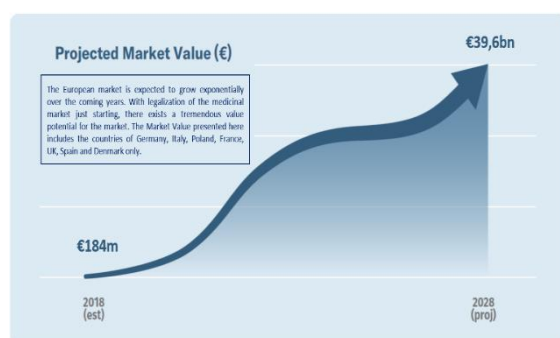 €39,6bn
Projected Market Value (€)
The European market is expected to grow exponentially
over the coming years. With legalization of the medicinal
market just starting, there exists a tremendous value
potential for the market. The Market Value presented here
includes the countries of Germany, Italy, Poland, France,
UK, Spain and Denmark only.
€184m
2018
(est)
2028
(proj)